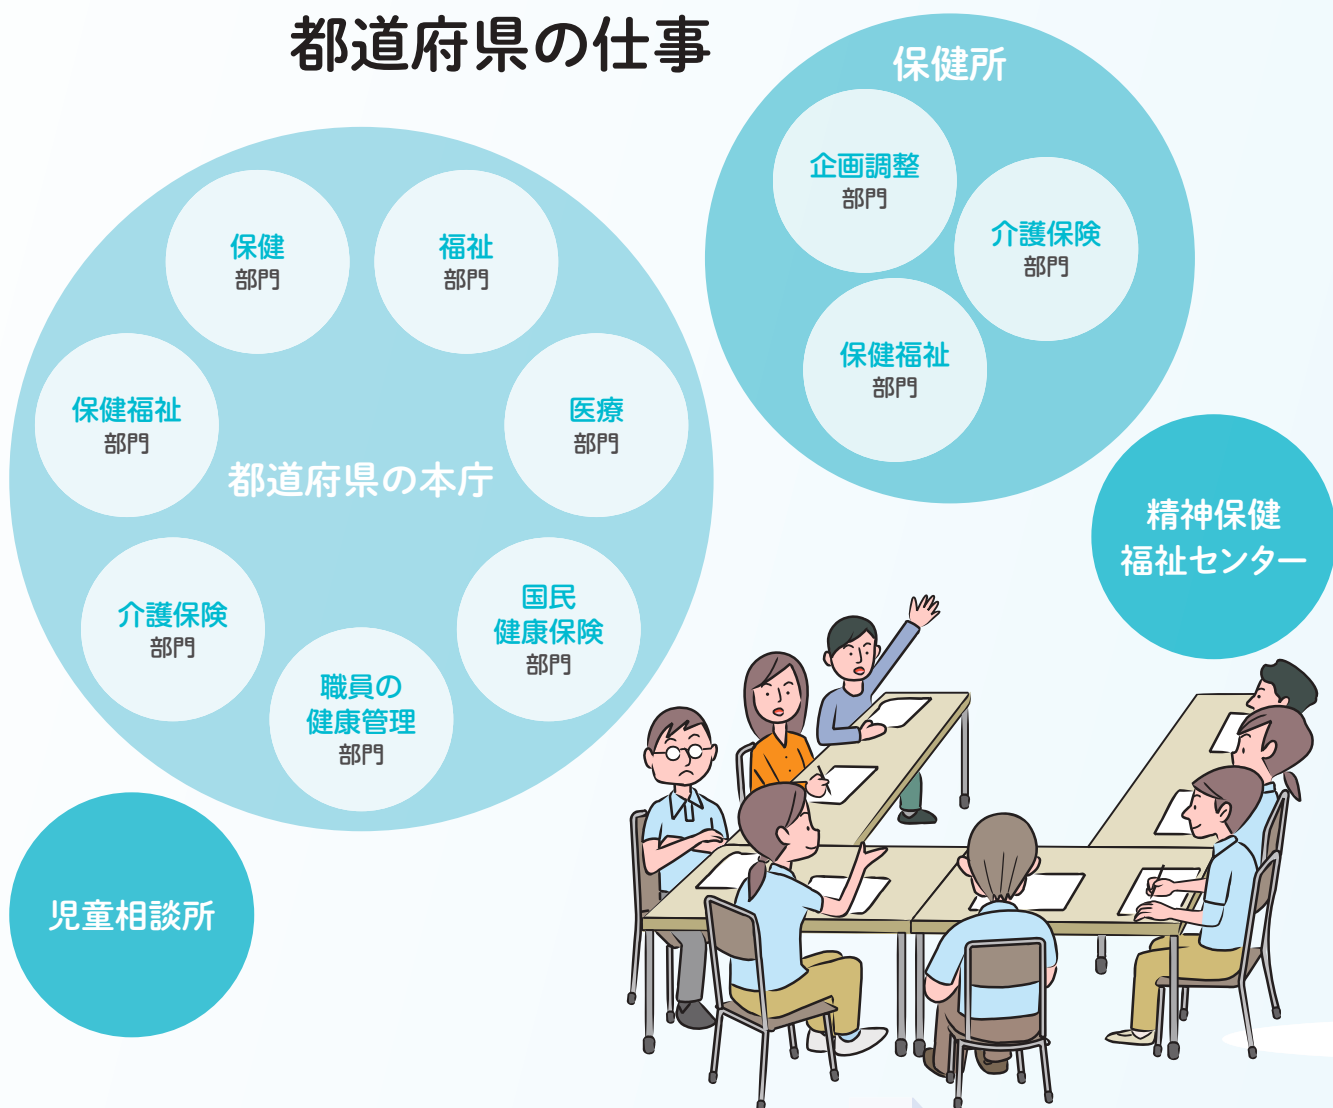 都道府県の仕事
保健所
企画調整
部門
介護保険
部門
保健福祉
部門
保健
部門
福祉
部門
保健福祉
部門
医療
部門
都道府県の本庁
介護保険
部門
国民
健康保険
部門
職員の
健康管理
部門
精神保健
福祉センター
児童相談所